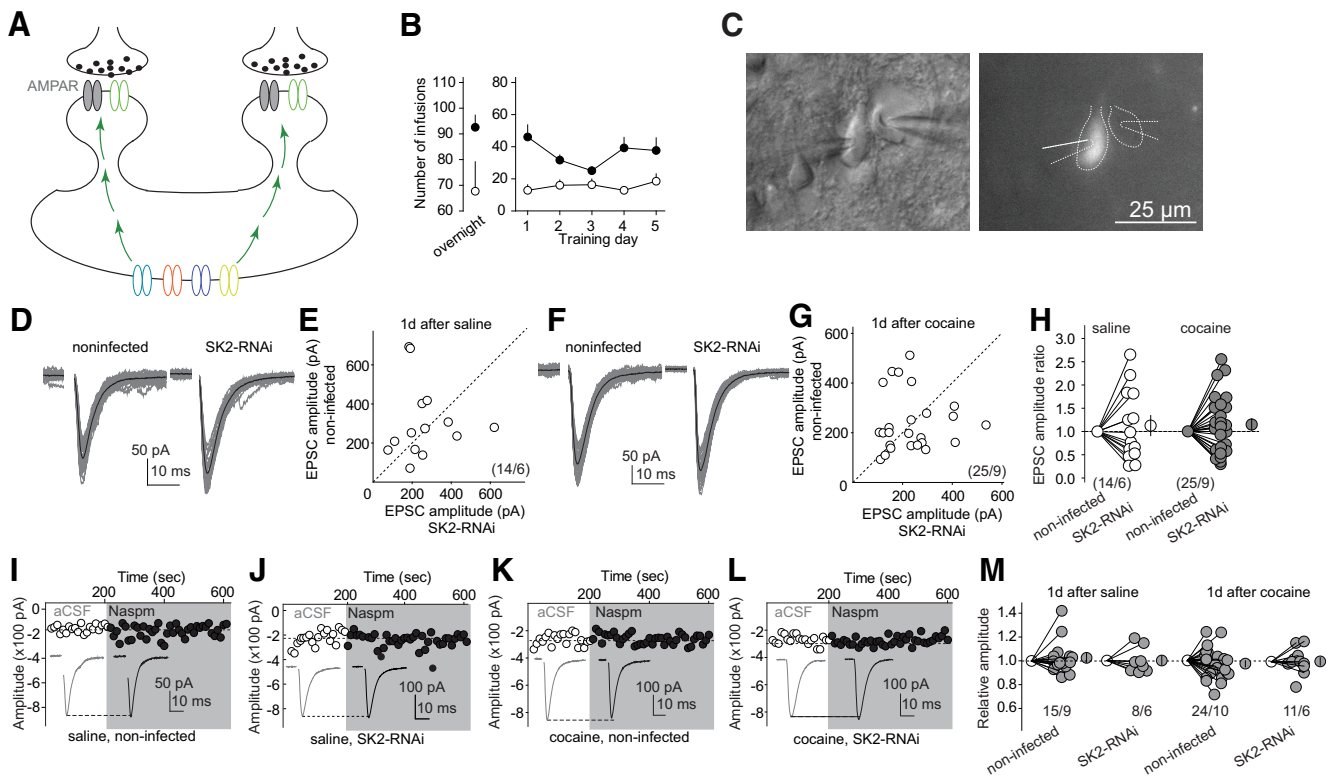 A
AMPAR
B
Number of infusions
110
100
90
80
70
60
overnight
80
60
40
20
0
1 2 3 4 5
Training day
C
25 µm
D
noninfected
SK2-RNAi
50 pA
10 ms
E
1d after saline
EPSC amplitude (pA)
non-infected
600
400
200
0
200 400 600
(14/6)
EPSC amplitude (pA)
SK2-RNAi
F
noninfected
SK2-RNAi
50 pA
10 ms
G
1d after cocaine
EPSC amplitude (pA)
non-infected
600
400
200
0
200 400 600
(25/9)
EPSC amplitude (pA)
SK2-RNAi
H
saline
cocaine
EPSC amplitude ratio
3.0
2.5
2.0
1.5
1.0
0.5
0.0
(14/6)
(25/9)
non-infected
SK2-RNAi
non-infected
SK2-RNAi
I
Time (sec)
0 200 400 600
aCSF
Naspm
Amplitude (x100 pA)
0
-2
-4
-6
-8
50 pA
10 ms
saline, non-infected
J
Time (sec)
0 200 400 600
aCSF
Naspm
Amplitude (x100 pA)
0
-2
-4
-6
-8
100 pA
10 ms
saline, SK2-RNAi
K
Time (sec)
0 200 400 600
aCSF
Naspm
Amplitude (x100 pA)
-2
-4
-6
-8
100 pA
10 ms
cocaine, non-infected
L
Time (sec)
0 200 400 600
aCSF
Naspm
Amplitude (x100 pA)
-2
-4
-6
-8
100 pA
10 ms
cocaine, SK2-RNAi
M
1d after saline
1d after cocaine
Relative amplitude
1.4
1.2
1.0
0.8
0.6
15/9
8/6
24/10
11/6
non-infected
SK2-RNAi
non-infected
SK2-RNAi